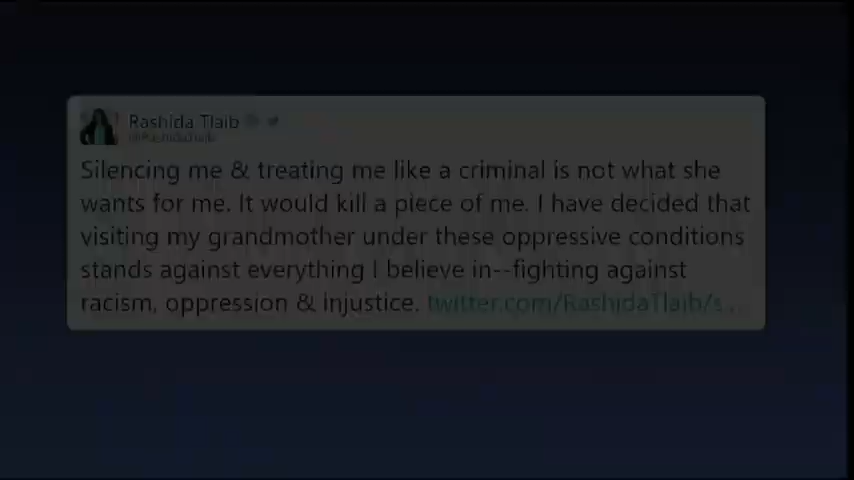 Rashida Tlaib
@RashidaTlaib
Silencing me & treating me like a criminal is not what she
wants for me. It would kill a piece of me. I have decided that
visiting my grandmother under these oppressive conditions
stands against everything I believe in--fighting against
racism, oppression & injustice. twitter.com/RashidaTlaib/s...